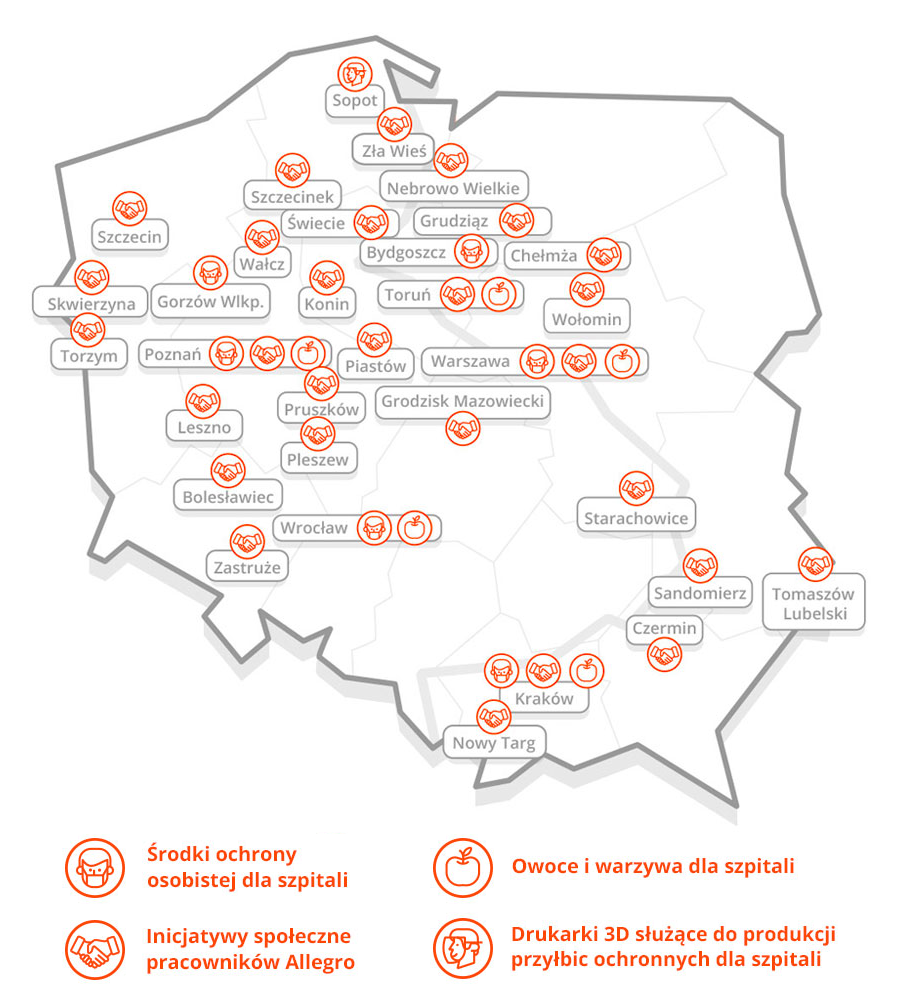 Sopot
Zła Wieś
Nebrowo Wielkie
Szczecinek
Świecie
Grudziąz
Szczecin
Bydgoszcz
Chełmża
Wałcz
Skwierzyna
Gorzów Wlkp.
Konin
Toruń
Wołomin
Torzym
Poznań
Piastów
Warszawa
Pruszków
Grodzisk Mazowiecki
Leszno
Pleszew
Bolesławiec
Wrocław
Starachowice
Zastruże
Sandomierz
Tomaszów
Lubelski
Czermin
Kraków
Nowy Targ
Środki ochrony
osobistej dla szpitali
Owoce i warzywa dla szpitali
Inicjatywy społeczne
pracowników Allegro
Drukarki 3D służące do produkcji
przyłbic ochronnych dla szpitali